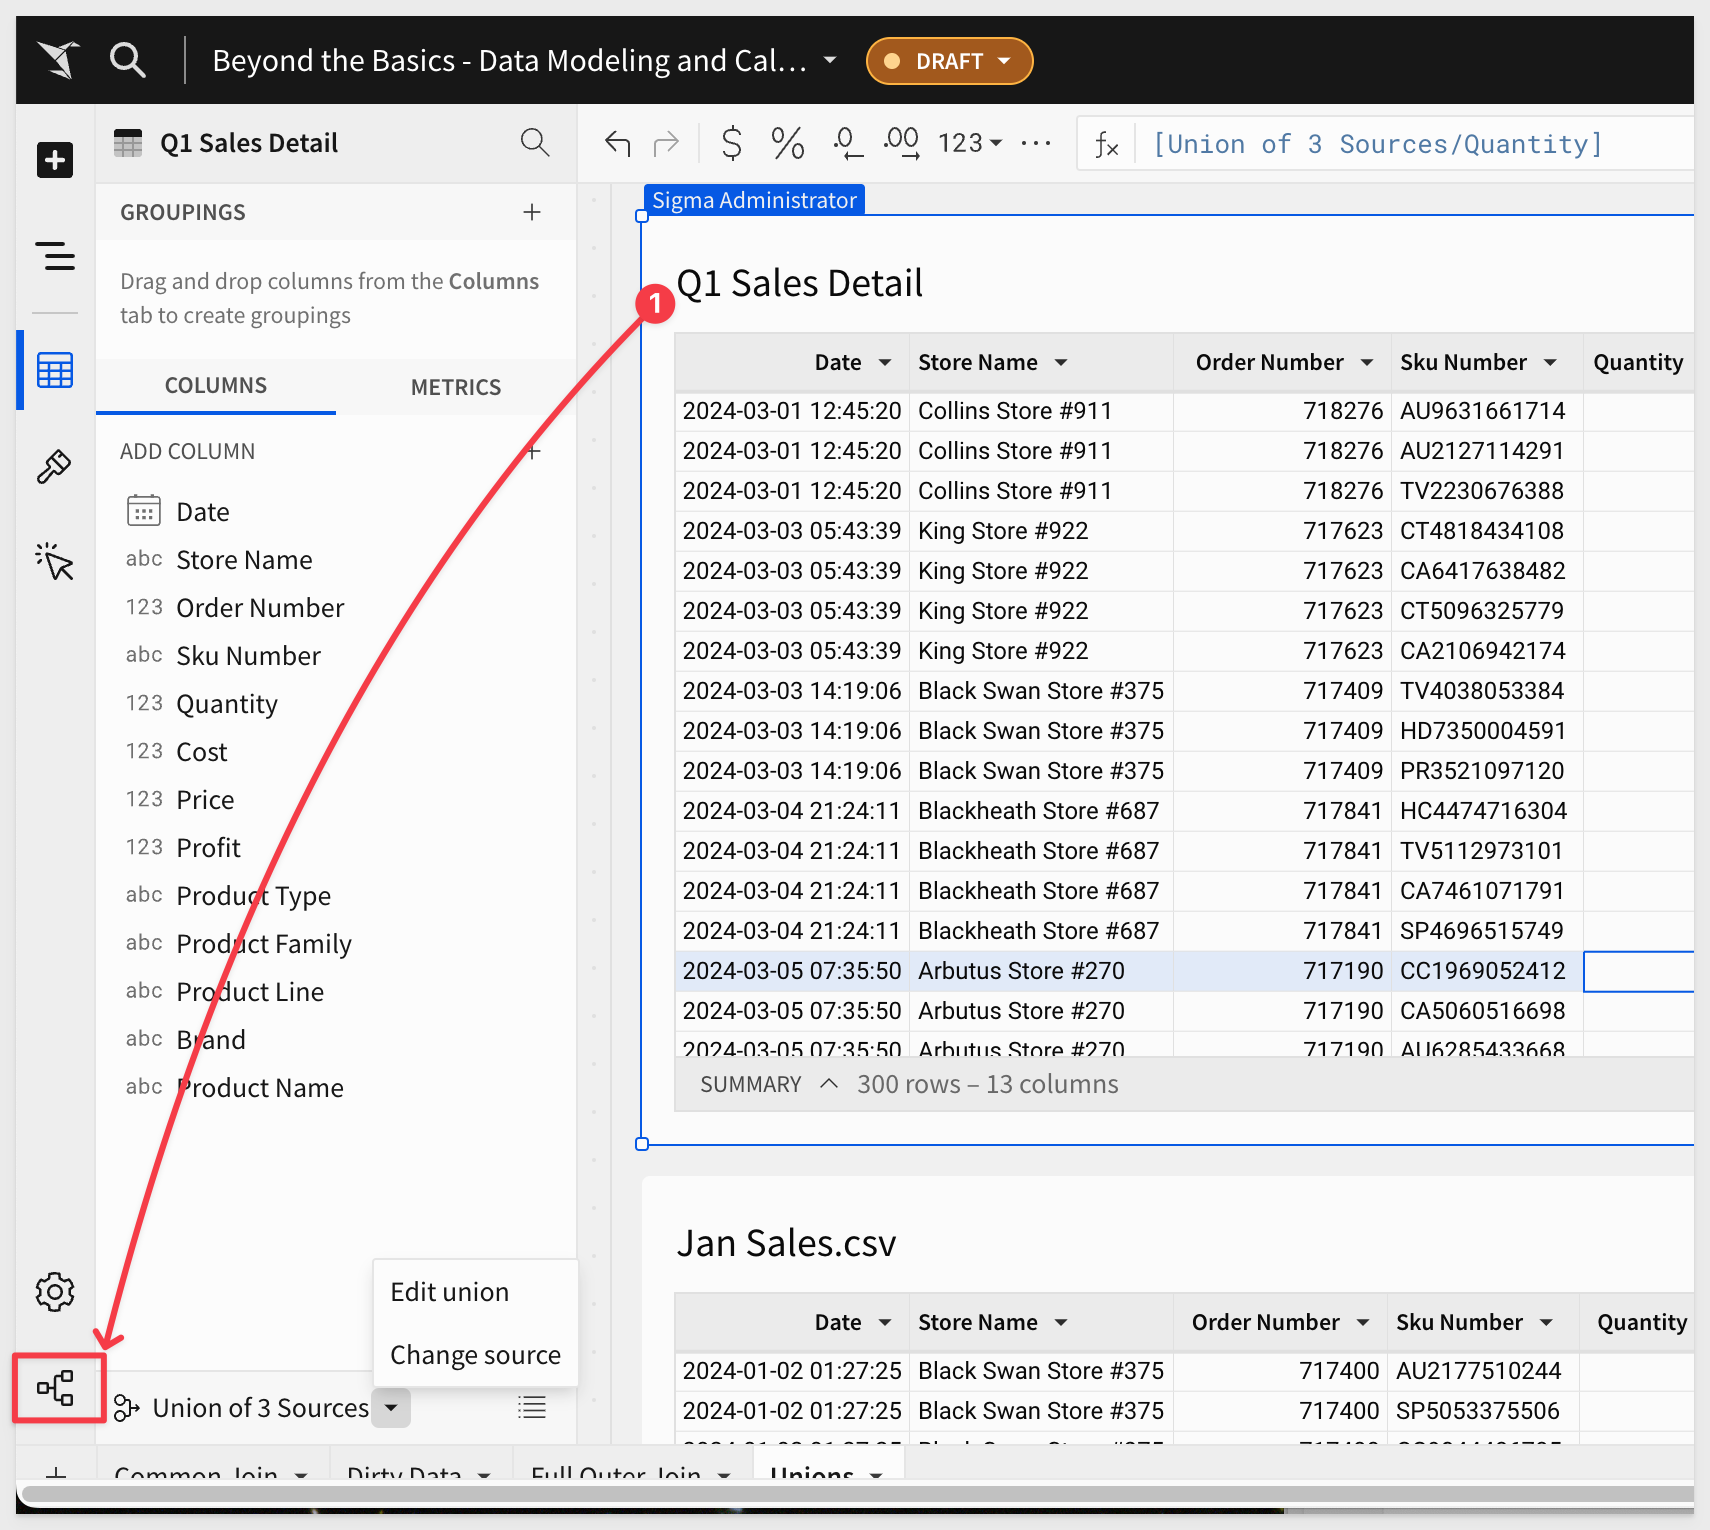 Beyond the Basics - Data Modeling and Cal...
DRAFT
Q1 Sales Detail
123
...
fx
[Union of 3 Sources/Quantity]
GROUPINGS
Drag and drop columns from the Columns
tab to create groupings
COLUMNS
METRICS
ADD COLUMN
Date
abc Store Name
123 Order Number
abc Sku Number
123 Quantity
123 Cost
123 Price
123 Profit
abc Product Type
abc Product Family
abc Product Line
abc Brand
abc Product Name
Edit union
Change source
Union of 3 Sources
Sigma Administrator
1
Q1 Sales Detail
Date Store Name Order Number Sku Number Quantity
2024-03-01 12:45:20 Collins Store #911 718276 AU9631661714
2024-03-01 12:45:20 Collins Store #911 718276 AU2127114291
2024-03-01 12:45:20 Collins Store #911 718276 TV2230676388
2024-03-03 05:43:39 King Store #922 717623 CT4818434108
2024-03-03 05:43:39 King Store #922 717623 CA6417638482
2024-03-03 05:43:39 King Store #922 717623 CT5096325779
2024-03-03 05:43:39 King Store #922 717623 CA2106942174
2024-03-03 14:19:06 Black Swan Store #375 717409 TV4038053384
2024-03-03 14:19:06 Black Swan Store #375 717409 HD7350004591
2024-03-03 14:19:06 Black Swan Store #375 717409 PR3521097120
2024-03-04 21:24:11 Blackheath Store #687 717841 HC4474716304
2024-03-04 21:24:11 Blackheath Store #687 717841 TV5112973101
2024-03-04 21:24:11 Blackheath Store #687 717841 CA7461071791
2024-03-04 21:24:11 Blackheath Store #687 717841 SP4696515749
2024-03-05 07:35:50 Arbutus Store #270 717190 CC1969052412
2024-03-05 07:35:50 Arbutus Store #270 717190 CA5060516698
2024-03-05 07:35:50 Arbutus Store #270 717190 AU6285433668
SUMMARY 300 rows – 13 columns
Jan Sales.csv
Date Store Name Order Number Sku Number Quantity
2024-01-02 01:27:25 Black Swan Store #375 717400 AU2177510244
2024-01-02 01:27:25 Black Swan Store #375 717400 SP5053375506
Common Join Dirty Data Full Outer Join Unions